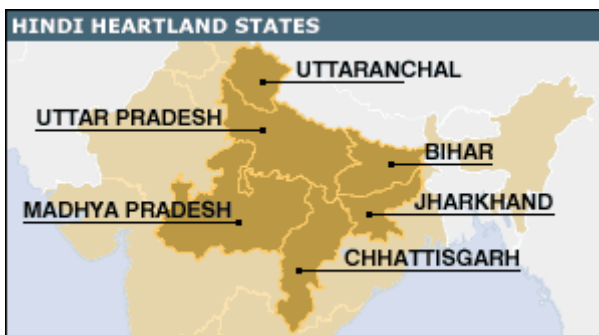 HINDI HEARTLAND STATES
UTTARANCHAL
UTTAR PRADESH
BIHAR
MADHYA PRADESH
JHARKHAND
CHHATTISGARH